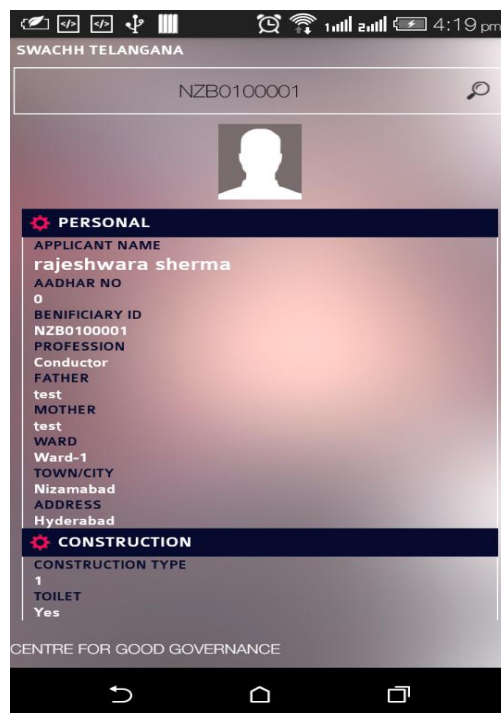 4:19 pm
SWACHH TELANGANA
NZB0100001
PERSONAL
APPLICANT NAME
rajeshwara sherma
AADHAR NO
0
BENIFICIARY ID
NZB0100001
PROFESSION
Conductor
FATHER
test
MOTHER
test
WARD
Ward-1
TOWN/CITY
Nizamabad
ADDRESS
Hyderabad
CONSTRUCTION
CONSTRUCTION TYPE
1
TOILET
Yes
CENTRE FOR GOOD GOVERNANCE